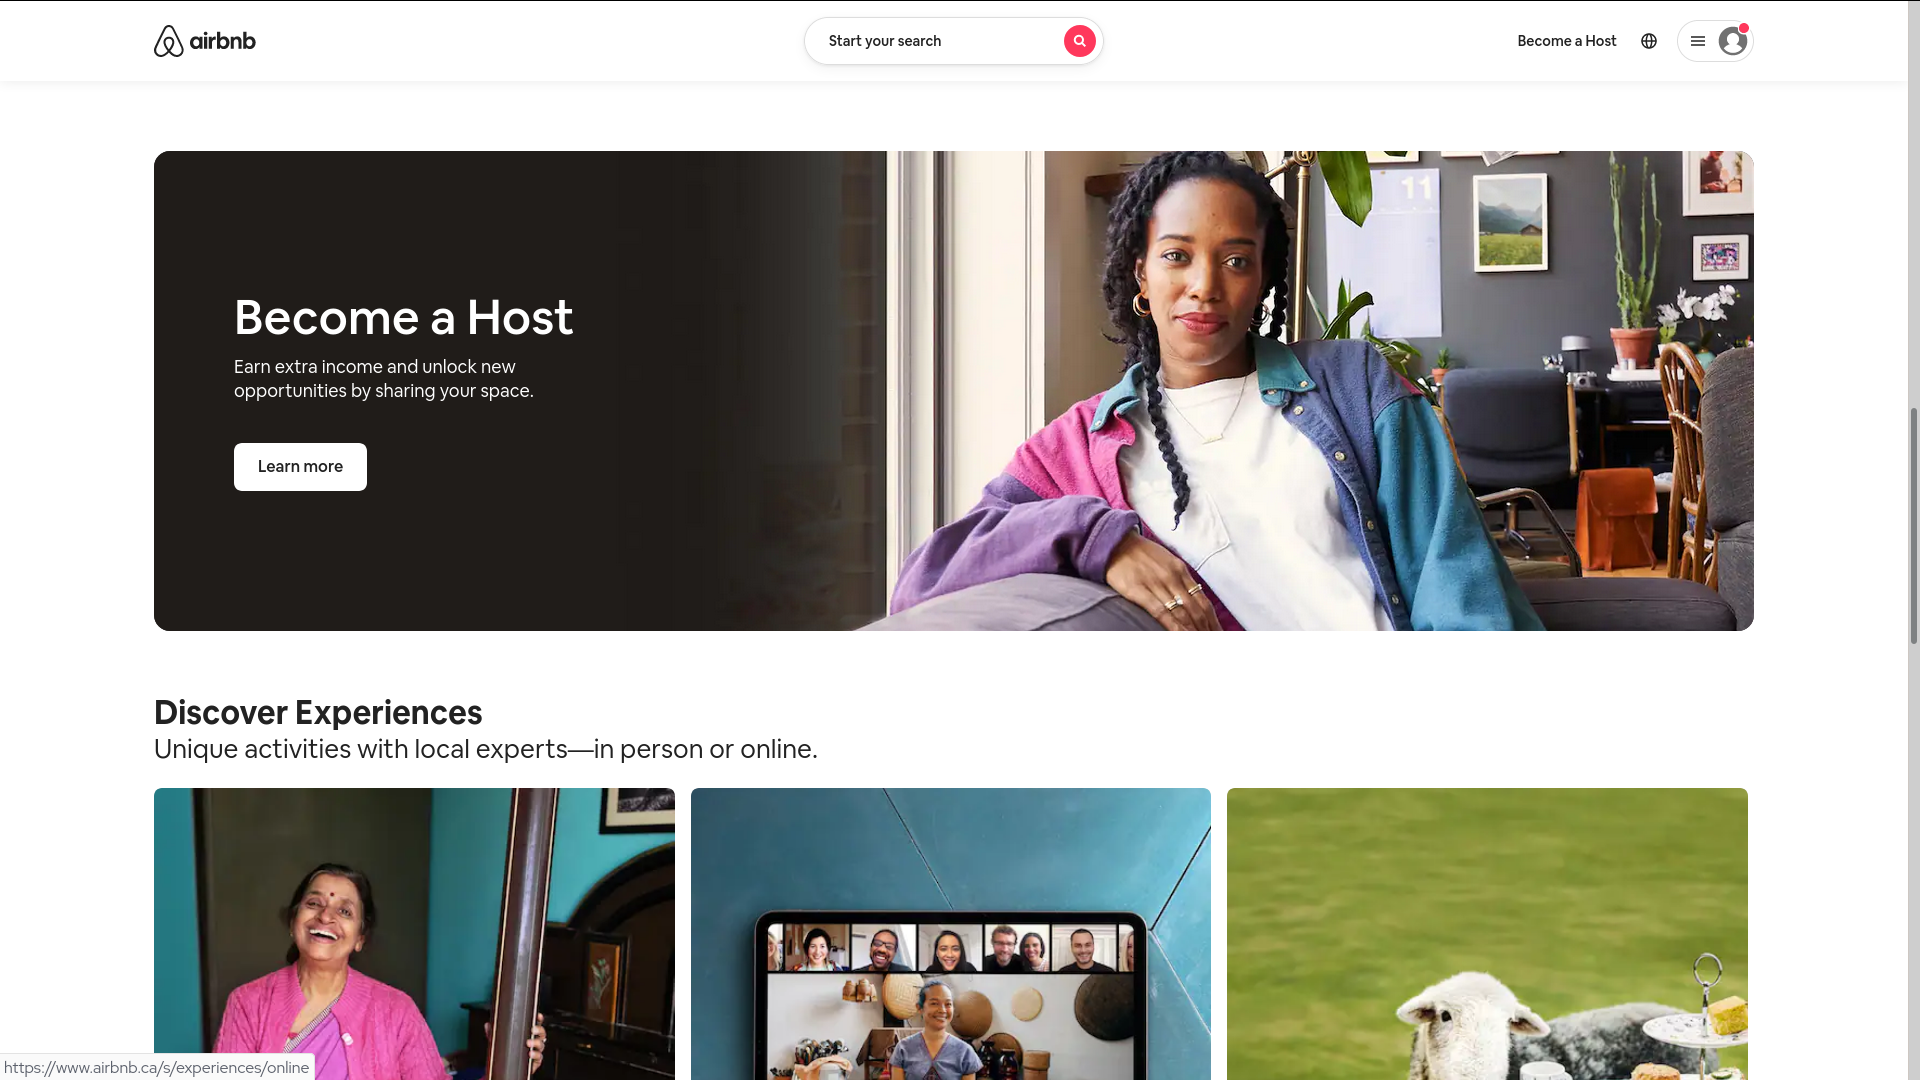 airbnb
Start your search
Become a Host
11
Become a Host
Earn extra income and unlock new
opportunities by sharing your space.
Learn more
Discover Experiences
Unique activities with local experts—in person or online.
https://www.airbnb.ca/s/experiences/online